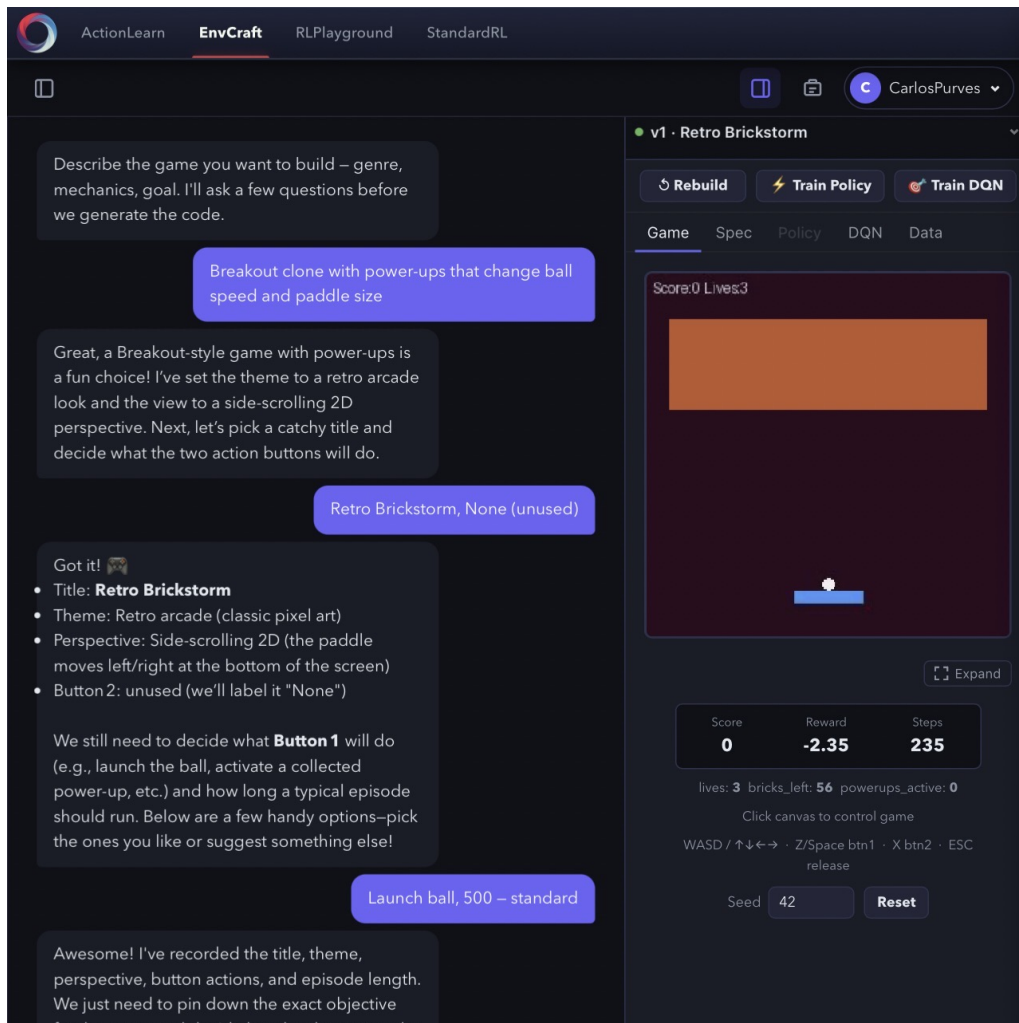 ActionLearn EnvCraft RLPlayground StandardRL
C CarlosPurves
Describe the game you want to build – genre,
mechanics, goal. I'll ask a few questions before
we generate the code.
Breakout clone with power-ups that change ball
speed and paddle size
Great, a Breakout-style game with power-ups is
a fun choice! I’ve set the theme to a retro arcade
look and the view to a side-scrolling 2D
perspective. Next, let’s pick a catchy title and
decide what the two action buttons will do.
Retro Brickstorm, None (unused)
Got it! 🎮
• Title: Retro Brickstorm
• Theme: Retro arcade (classic pixel art)
• Perspective: Side-scrolling 2D (the paddle
moves left/right at the bottom of the screen)
• Button 2: unused (we’ll label it "None")
We still need to decide what Button 1 will do
(e.g., launch the ball, activate a collected
power-up, etc.) and how long a typical episode
should run. Below are a few handy options—pick
the ones you like or suggest something else!
Launch ball, 500 – standard
Awesome! I've recorded the title, theme,
perspective, button actions, and episode length.
We just need to pin down the exact objective
v1 · Retro Brickstorm
↺ Rebuild ⚡ Train Policy 🎯 Train DQN
Game Spec Policy DQN Data
Score:0 Lives:3
Expand
Score Reward Steps
0 -2.35 235
lives: 3 bricks_left: 56 powerups_active: 0
Click canvas to control game
WASD / ↑↓←→ · Z/Space btn1 · X btn2 · ESC
release
Seed 42 Reset